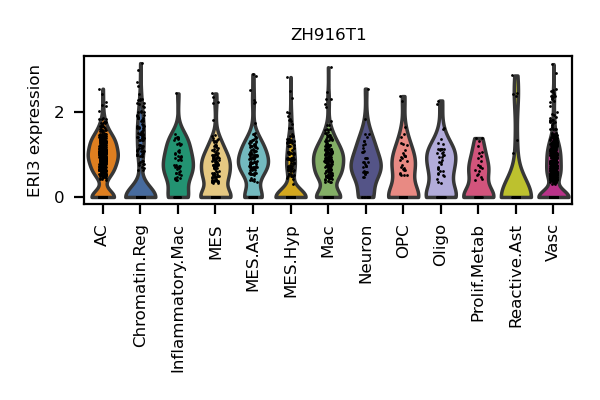 ZH916T1
ERI3 expression
2
0
AC
Chromatin.Reg
Inflammatory.Mac
MES
MES.Ast
MES.Hyp
Mac
Neuron
OPC
Oligo
Prolif.Metab
Reactive.Ast
Vasc